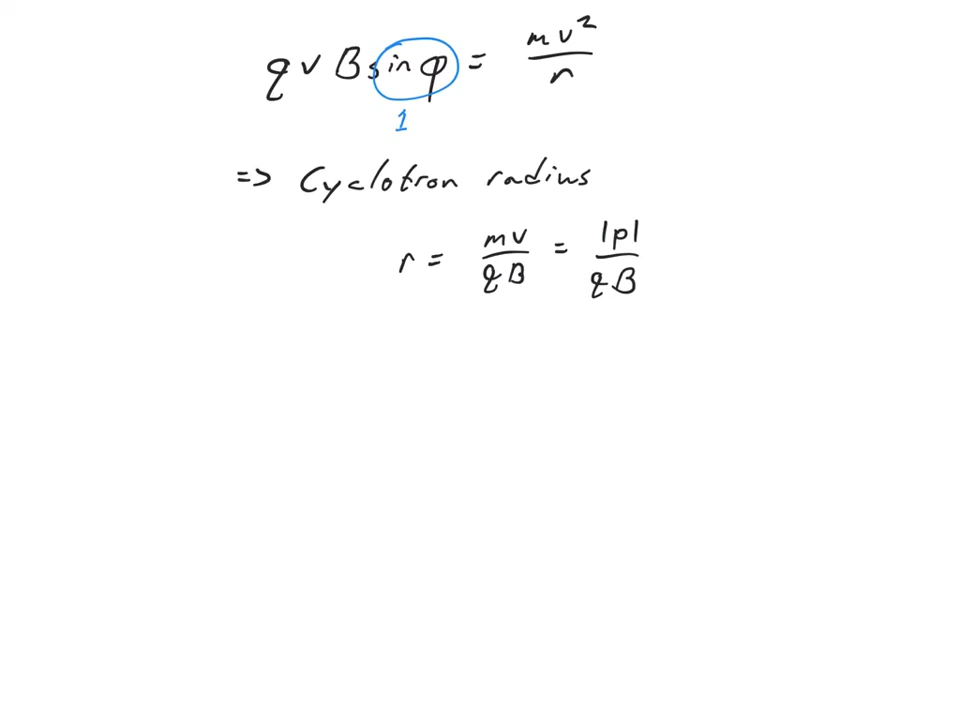 q v B sin φ = mv²/r
1
=> Cyclotron radius
r = mv/qB = |p|/qB